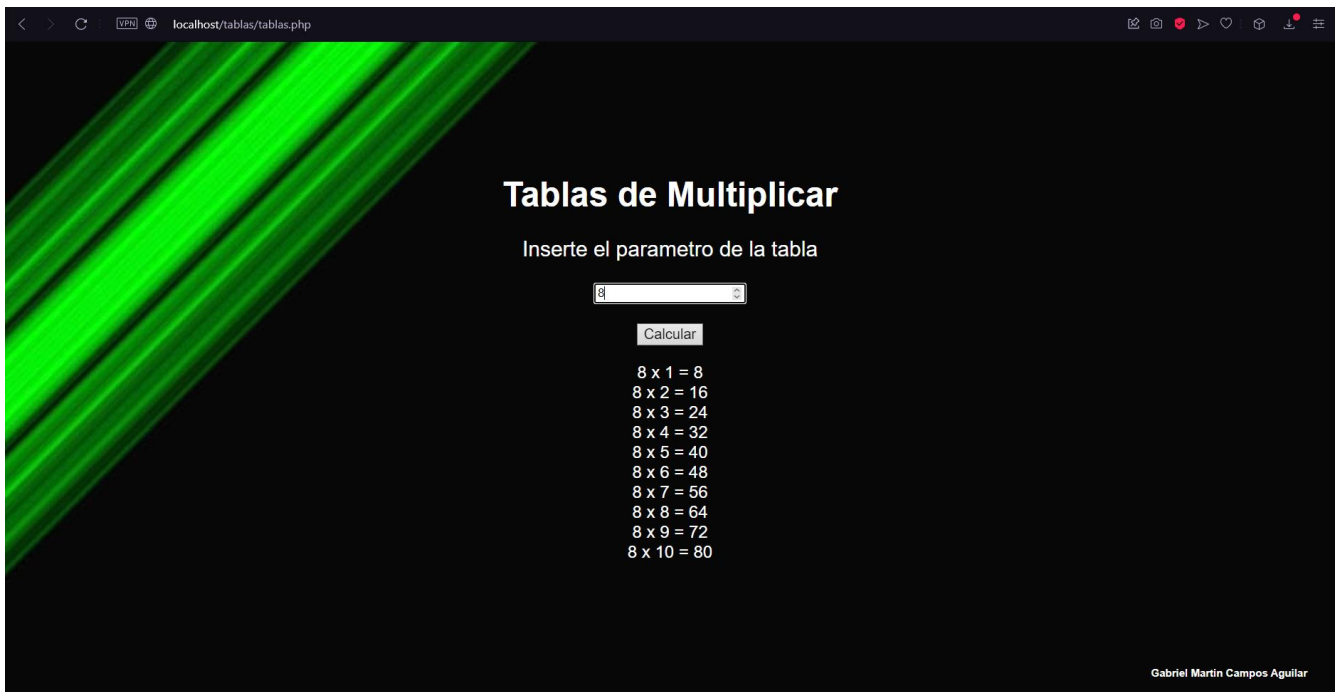 VPN localhost/tablas/tablas.php
Tablas de Multiplicar
Inserte el parametro de la tabla
8
Calcular
8 x 1 = 8
8 x 2 = 16
8 x 3 = 24
8 x 4 = 32
8 x 5 = 40
8 x 6 = 48
8 x 7 = 56
8 x 8 = 64
8 x 9 = 72
8 x 10 = 80
Gabriel Martin Campos Aguilar